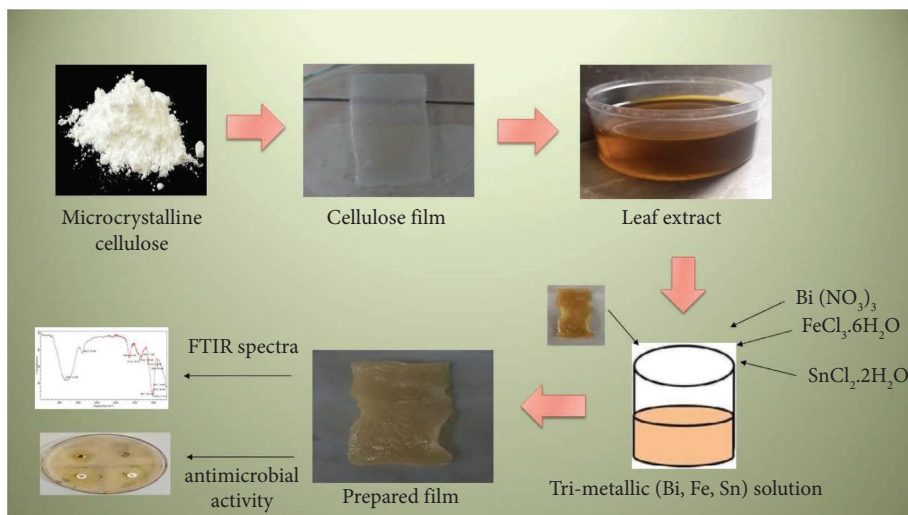 Microcrystalline
cellulose
Cellulose film
Leaf extract
Bi (NO₃)₃
FeCl₃.6H₂O
SnCl₂.2H₂O
Tri-metallic (Bi, Fe, Sn) solution
Prepared film
FTIR spectra
antimicrobial
activity